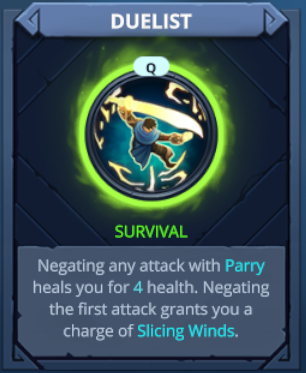 DUELIST
Q
SURVIVAL
Negating any attack with Parry
heals you for 4 health. Negating
the first attack grants you a
charge of Slicing Winds.